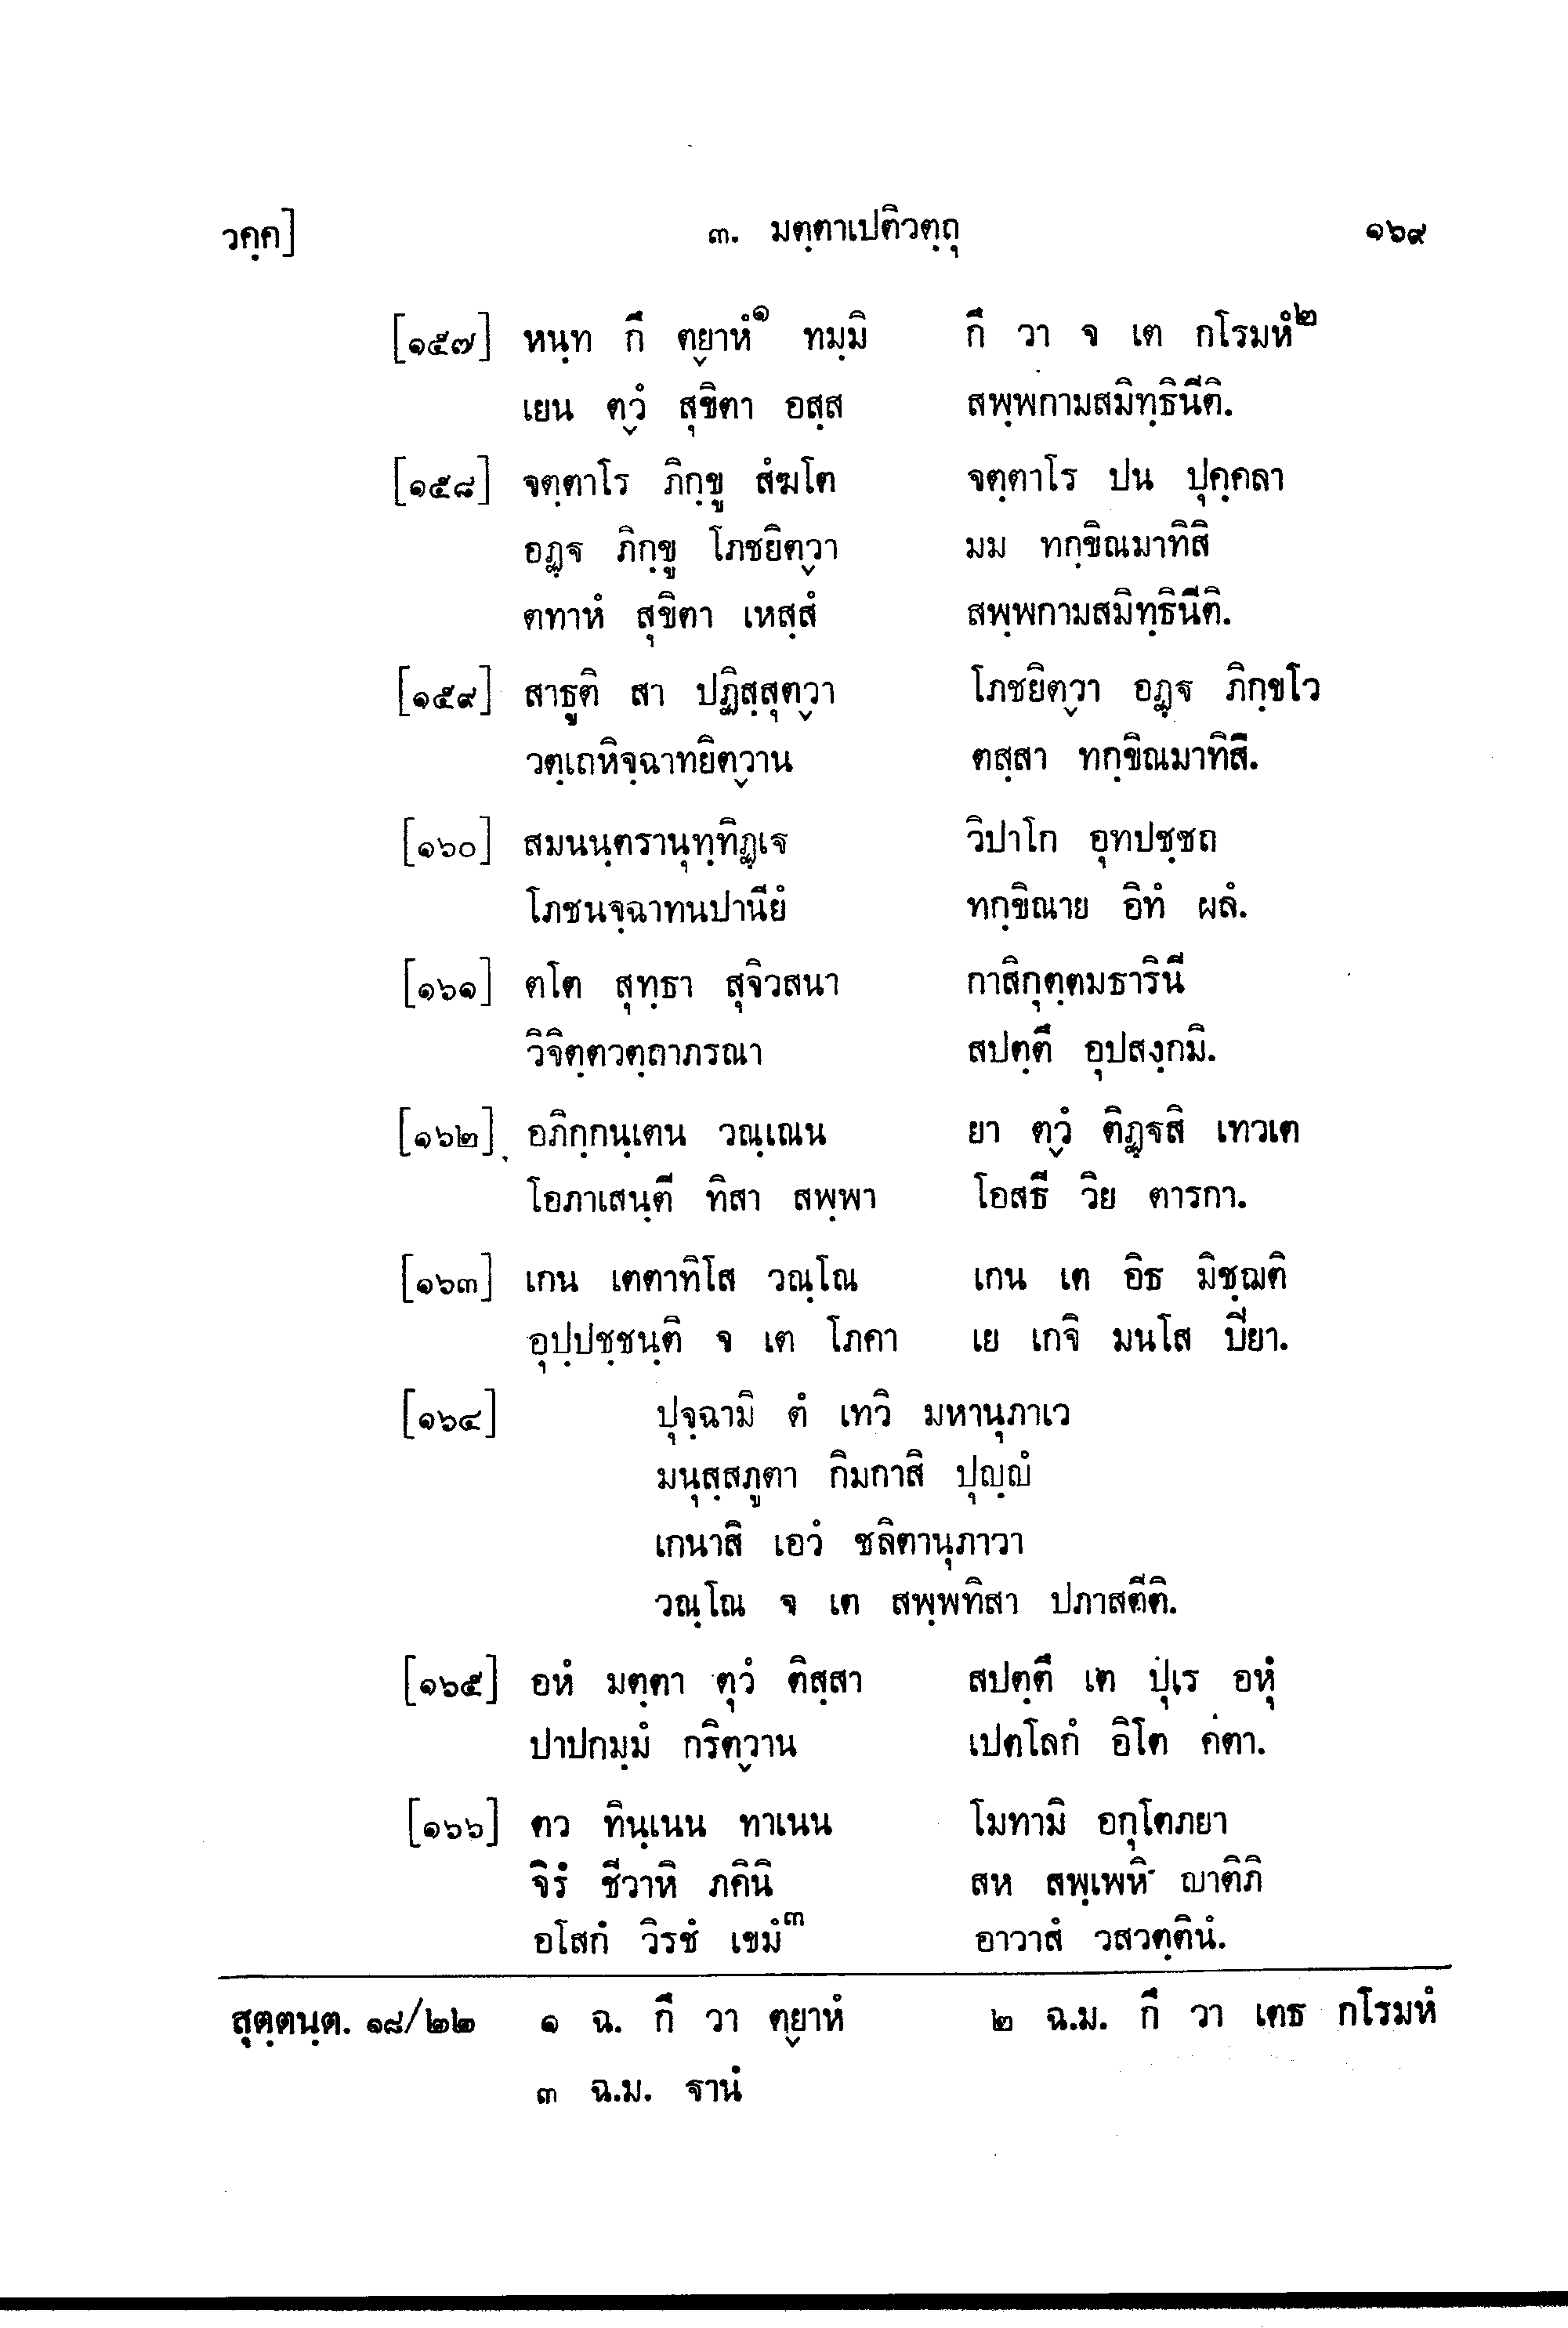 วคฺค] ๓. มตฺตาเปติวตฺถุ ๑๖๙
[๑๕๗] หนฺท กึ ตฺยาหํ๑ ทมฺมิ กึ วา จ เต กโรมหํ๒
เยน ตฺวํ สุขิตา อสฺส สพฺพกามสมิทฺธินีติ.
[๑๕๘] จตฺตาโร ภิกฺขู สํฆโต จตฺตาโร ปน ปุคฺคลา
อฏฺฐ ภิกฺขู โภชยิตฺวา มม ทกฺขิณมาทิสิ
ตทาหํ สุขิตา เหสฺสํ สพฺพกามสมิทฺธินีติ.
[๑๕๙] สาธูติ สา ปฏิสฺสุตฺวา โภชยิตฺวา อฏฺฐ ภิกฺขโว
วตฺเถหิจฺฉาทยิตฺวาน ตสฺสา ทกฺขิณมาทิสี.
[๑๖๐] สมนนฺตรานุทฺทิฏฺเฐ วิปาโก อุทปชฺชถ
โภชนจฺฉาทนปานียํ ทกฺขิณาย อิทํ ผลํ.
[๑๖๑] ตโต สุทฺธา สุจิวสนา กาสิกุตฺตมธารินี
วิจิตฺตวตฺถาภรณา สปตฺตึ อุปสงฺกมิ.
[๑๖๒] อภิกฺกนฺเตน วณฺเณน ยา ตฺวํ ติฏฺฐสิ เทวเต
โอภาเสนฺตี ทิสา สพฺพา โอสธี วิย ตารกา.
[๑๖๓] เกน เตตาทิโส วณฺโณ เกน เต อิธ มิชฺฌติ
อุปฺปชฺชนฺติ จ เต โภคา เย เกจิ มนโส ปียา.
[๑๖๔] ปุจฺฉามิ ตํ เทวิ มหานุภาเว
มนุสฺสภูตา กิมกาสิ ปุญฺญํ
เกนาสิ เอวํ ชลิตานุภาวา
วณฺโณ จ เต สพฺพทิสา ปภาสตีติ.
[๑๖๕] อหํ มตฺตา ตุวํ ติสฺสา สปตฺตี เต ปุเร อหุํ
ปาปกมฺมํ กริตฺวาน เปตโลกํ อิโต คตา.
[๑๖๖] ตว ทินฺเนน ทาเนน โมทามิ อกุโตภยา
จิรํ ชีวาหิ ภคินิ สห สพฺเพหิ ญาติภิ
อโสกํ วิรชํ เขมํ๓ อาวาสํ วสวตฺตินํ.
สุตฺตนฺต. ๑๘/๒๒ ๑ ฉ. กึ วา ตฺยาหํ ๒ ฉ.ม. กึ วา เตธ กโรมหํ
๓ ฉ.ม. ฐานํ